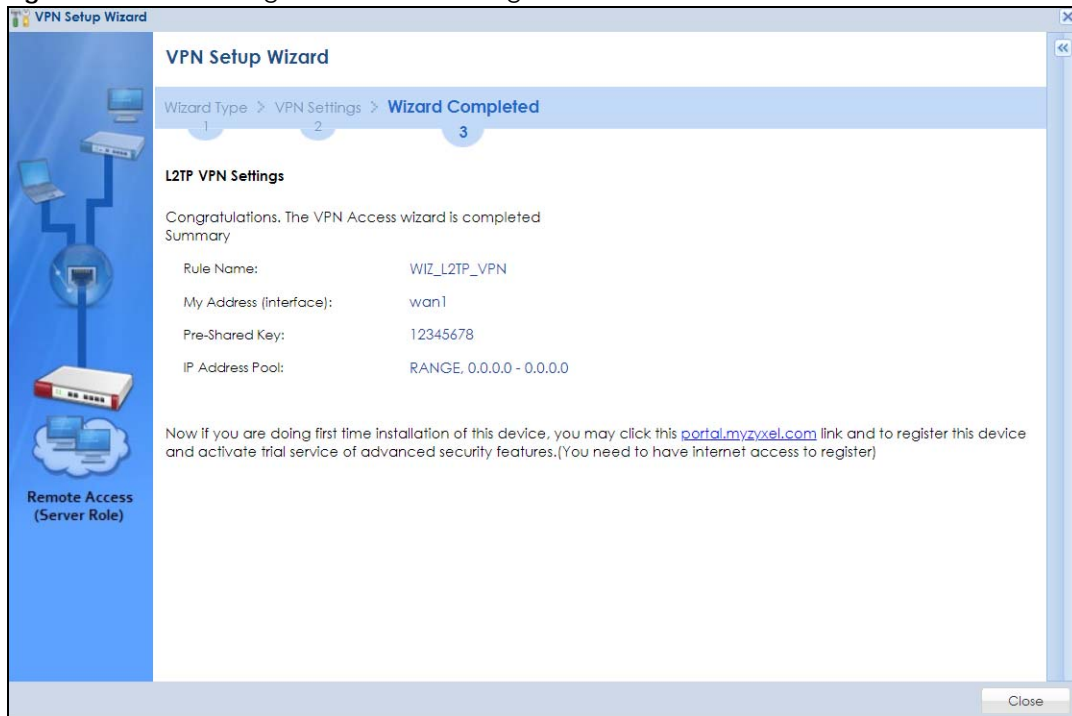 VPN Setup Wizard
VPN Setup Wizard
Wizard Type > VPN Settings > Wizard Completed
1 2 3
L2TP VPN Settings
Congratulations. The VPN Access wizard is completed
Summary
Rule Name: WIZ_L2TP_VPN
My Address (interface): wan1
Pre-Shared Key: 12345678
IP Address Pool: RANGE, 0.0.0.0 - 0.0.0.0
Now if you are doing first time installation of this device, you may click this portal.myzyxel.com link and to register this device
and activate trial service of advanced security features.(You need to have internet access to register)
Remote Access
(Server Role)
Close